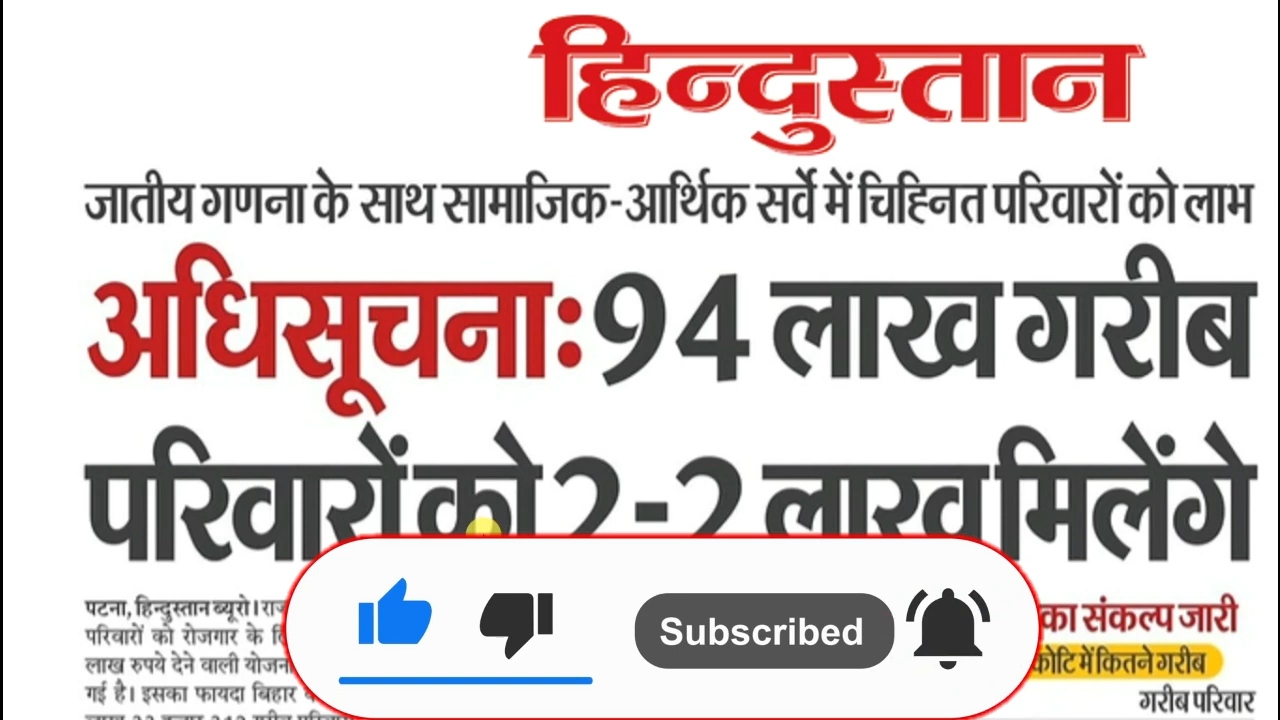 हिन्दुस्तान
जातीय गणना के साथ सामाजिक-आर्थिक सर्वे में चिह्नित परिवारों को लाभ
अधिसूचना: 94 लाख गरीब
परिवारों को 2-2 लाख मिलेंगे
पटना, हिन्दुस्तान ब्यूरो।
परिवारों को रोजगार के
लाख रुपये देने वाली
गई है। इसका फायदा बिहार
Subscribed
का संकल्प जारी
कोटि में कितने गरीब
गरीब परिवार